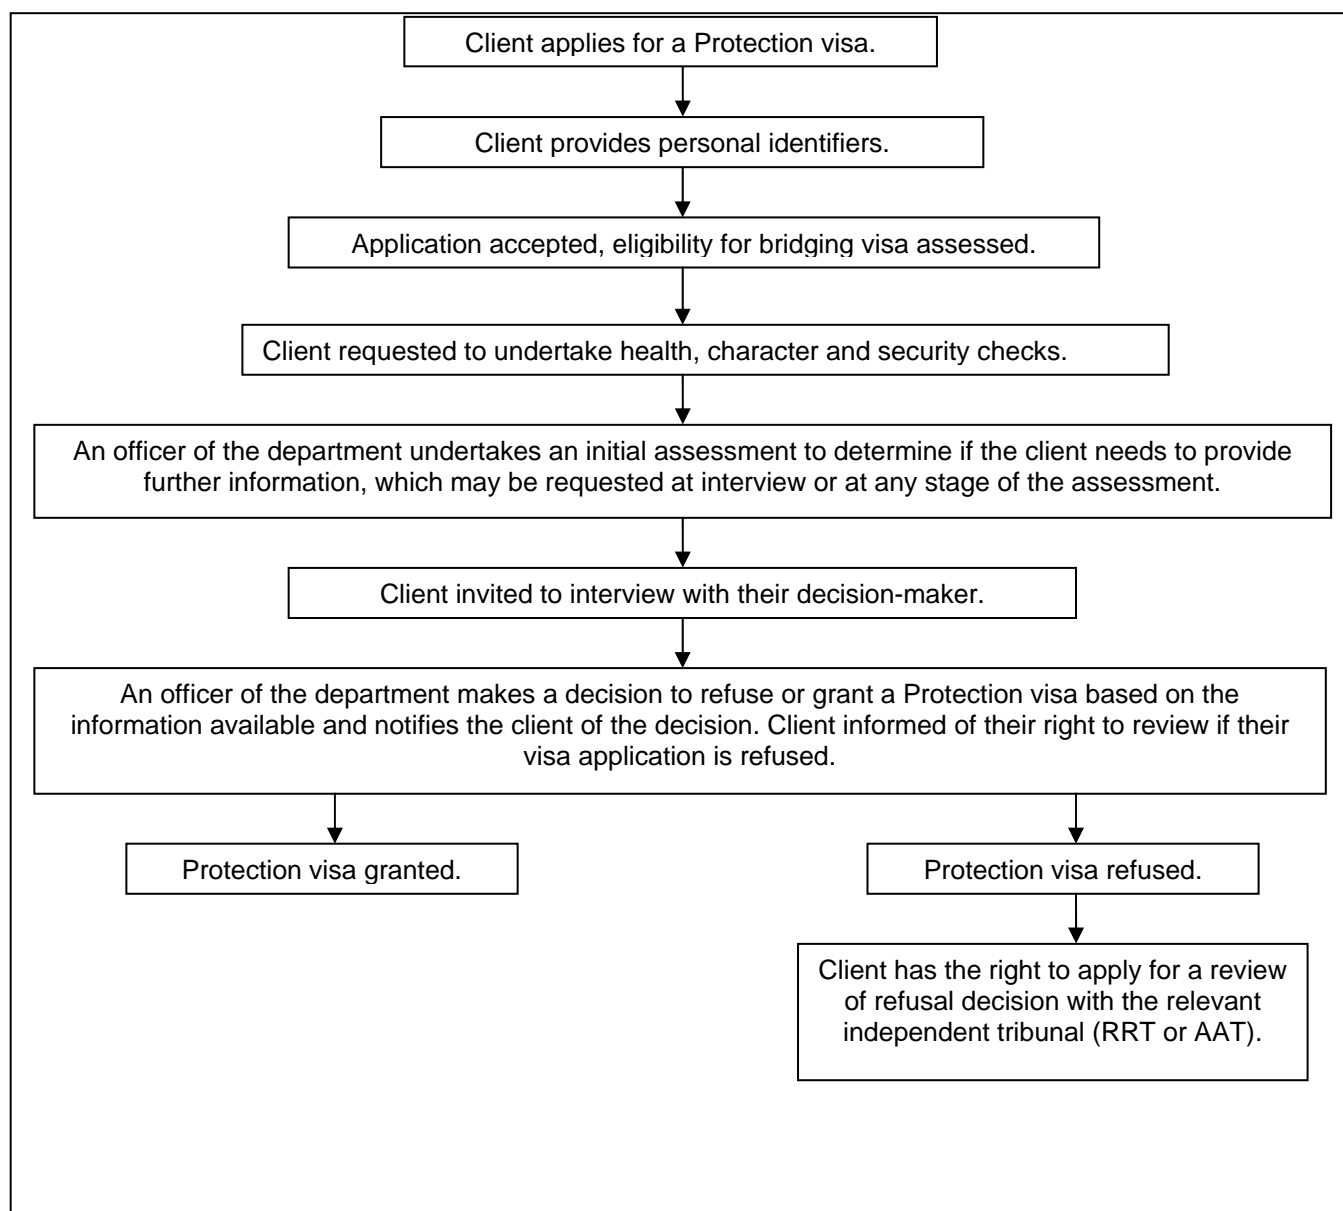 Client applies for a Protection visa.
Client provides personal identifiers.
Application accepted, eligibility for bridging visa assessed.
Client requested to undertake health, character and security checks.
An officer of the department undertakes an initial assessment to determine if the client needs to provide
further information, which may be requested at interview or at any stage of the assessment.
Client invited to interview with their decision-maker.
An officer of the department makes a decision to refuse or grant a Protection visa based on the
information available and notifies the client of the decision. Client informed of their right to review if their
visa application is refused.
Protection visa granted.
Protection visa refused.
Client has the right to apply for a review
of refusal decision with the relevant
independent tribunal (RRT or AAT).